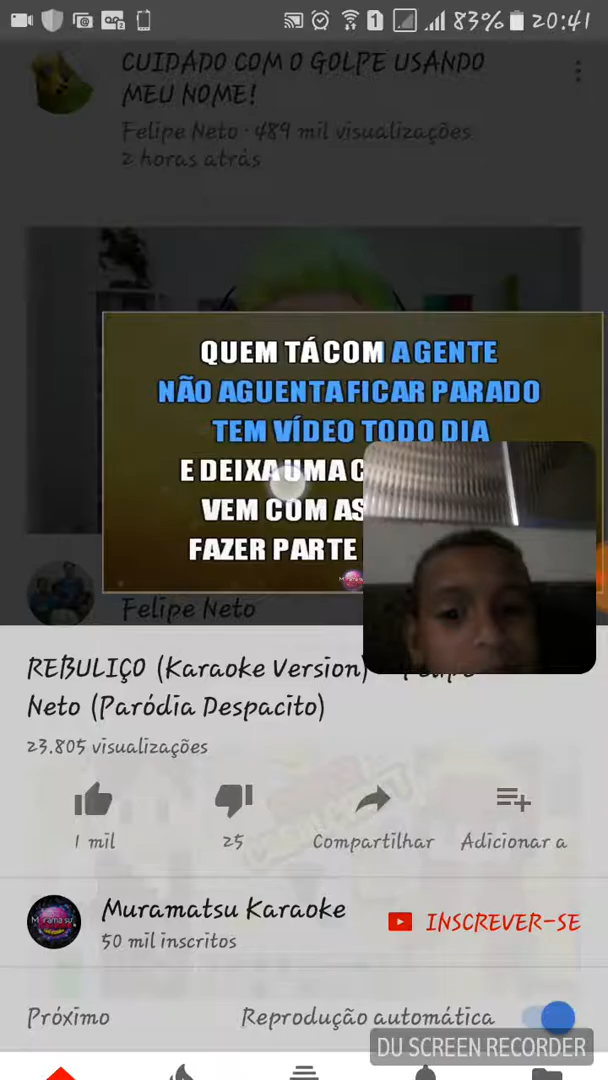 1 83% 20:41
CUIDADO COM O GOLPE USANDO
MEU NOME!
Felipe Neto · 489 mil visualizações
2 horas atrás
QUEM TÁ COM AGENTE
NÃO AGUENTA FICAR PARADO
TEM VÍDEO TODO DIA
E DEIXA UMA
VEM COM
FAZER PARTE
Felipe Neto
REBULIÇO (Karaoke Version)
Neto (Paródia Despacito)
23.805 visualizações
1 mil
25
Compartilhar
Adicionar a
Muramatsu Karaoke
50 mil inscritos
INSCREVER-SE
Próximo
Reprodução automática
DU SCREEN RECORDER